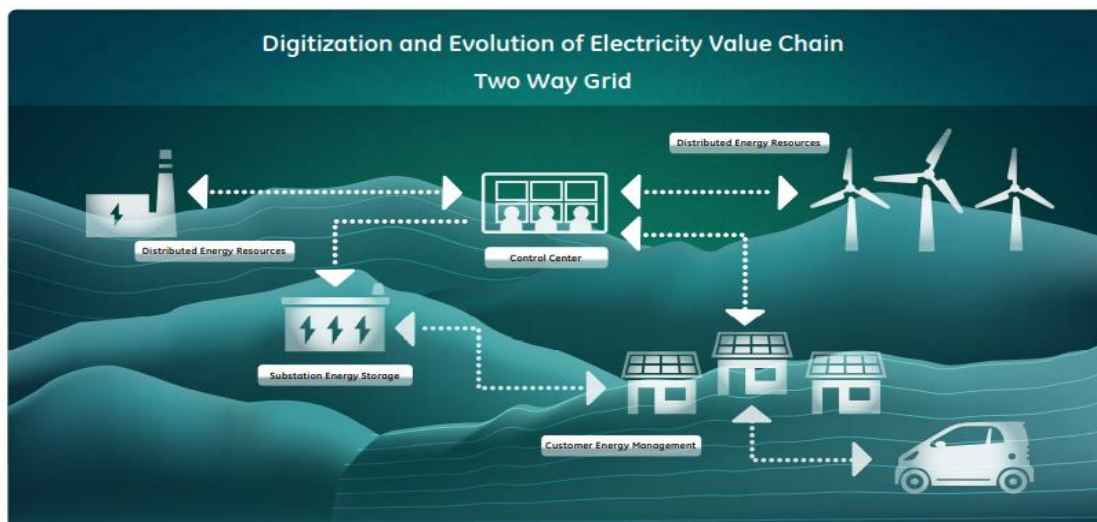 Digitization and Evolution of Electricity Value Chain
Two Way Grid
Distributed Energy Resources
Distributed Energy Resources
Control Center
Substation Energy Storage
Customer Energy Management